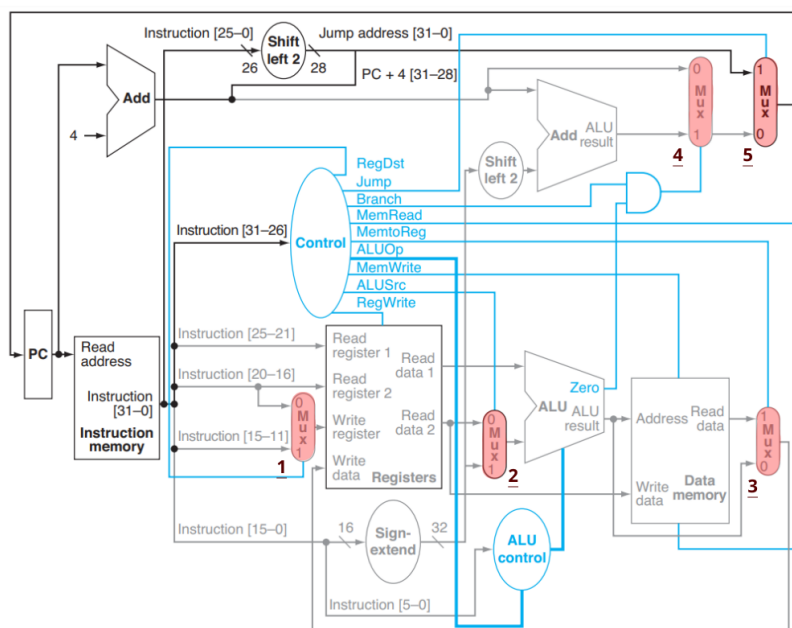 Instruction [25–0]
Shift
left 2
Jump address [31–0]
26
28
PC + 4 [31–28]
Add
4
0
M
u
x
1
4
1
M
u
x
0
5
Add
ALU
result
Shift
left 2
RegDst
Jump
Branch
MemRead
MemtoReg
ALUOp
MemWrite
ALUSrc
RegWrite
Control
Instruction [31–26]
PC
Read
address
Instruction
[31–0]
Instruction
memory
Instruction [25–21]
Instruction [20–16]
Instruction [15–11]
0
M
u
x
1
1
Read
register 1
Read
register 2
Write
register
Write
data
Read
data 1
Read
data 2
Registers
0
M
u
x
1
2
Zero
ALU
ALU
result
Address
Read
data
Write
data
Data
memory
1
M
u
x
0
3
Instruction [15–0]
16
Sign-
extend
32
ALU
control
Instruction [5–0]